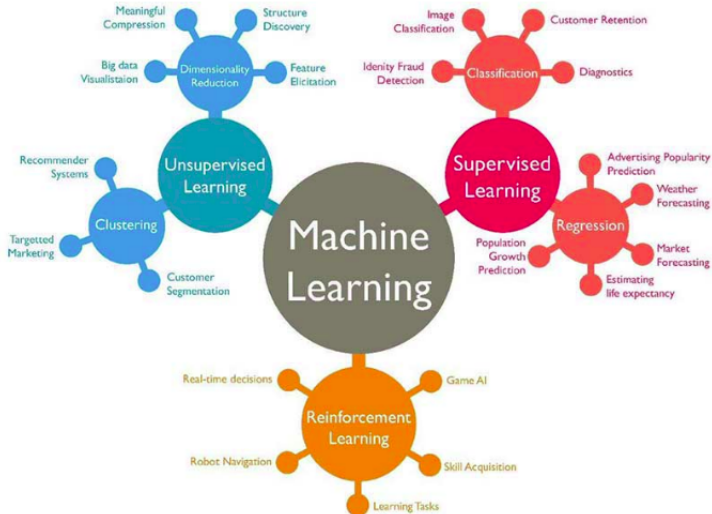 Meaningful
Compression
Structure
Discovery
Big data
Visualistaion
Dimensionality
Reduction
Feature
Elicitation
Unsupervised
Learning
Recommender
Systems
Clustering
Targetted
Marketing
Customer
Segmentation
Machine
Learning
Image
Classification
Customer Retention
Idenity Fraud
Detection
Classification
Diagnostics
Supervised
Learning
Advertising Popularity
Prediction
Weather
Forecasting
Regression
Population
Growth
Prediction
Market
Forecasting
Estimating
life expectancy
Real-time decisions
Game AI
Reinforcement
Learning
Robot Navigation
Skill Acquisition
Learning Tasks